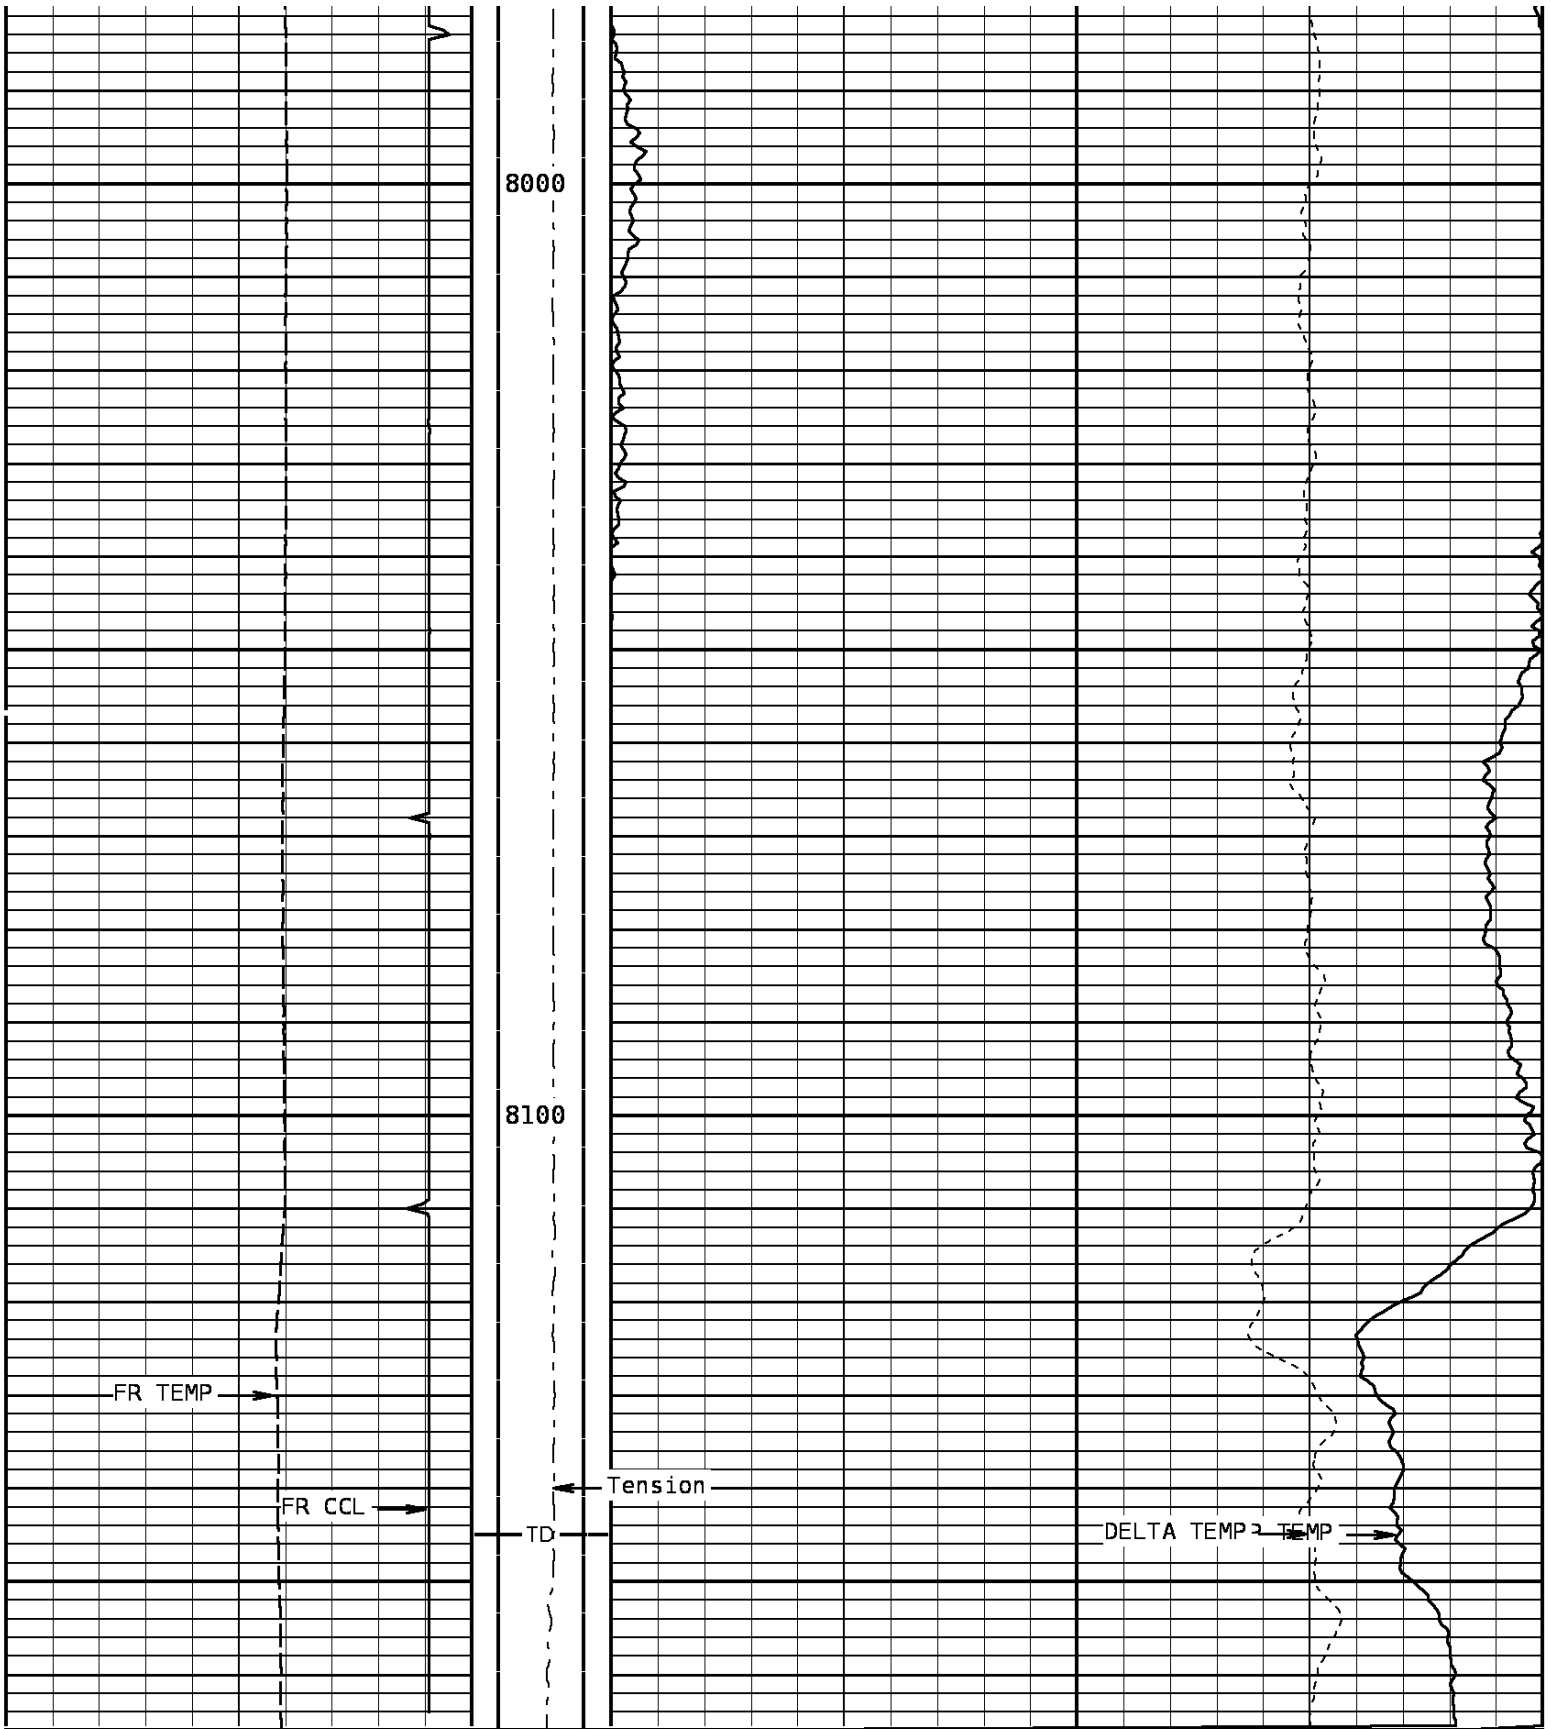 8000
8100
FR TEMP
Tension
FR CCL
TD
DELTA TEMP
TEMP